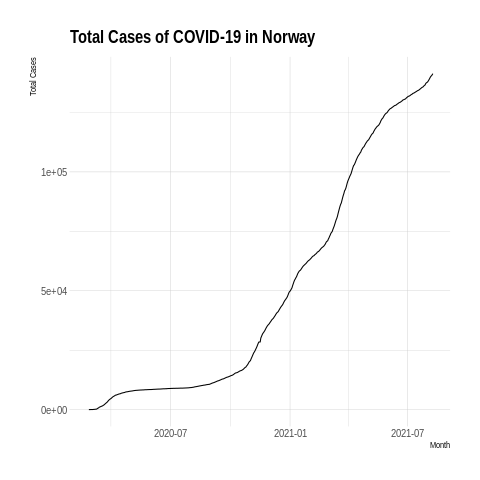 Total Cases of COVID-19 in Norway
Total Cases
1e+05
5e+04
0e+00
2020-07 2021-01 2021-07
Month